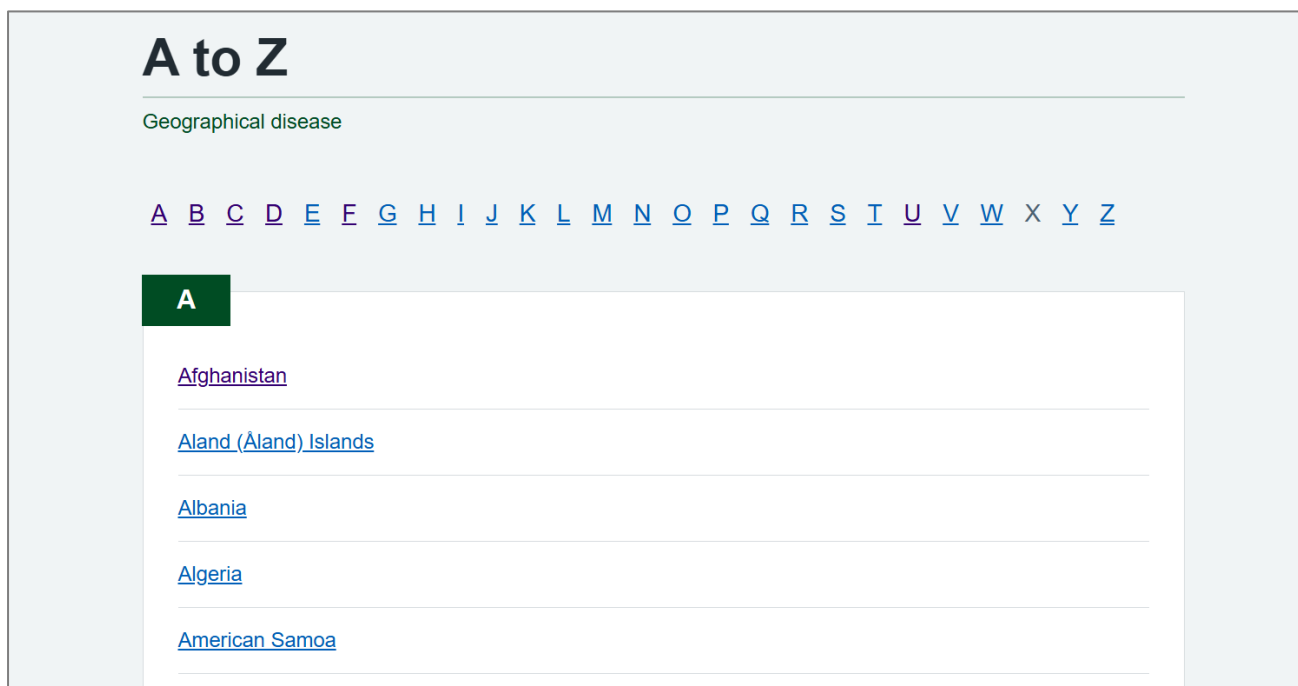 A to Z
Geographical disease
A B C D E F G H I J K L M N O P Q R S T U V W X Y Z
A
Afghanistan
Aland (Åland) Islands
Albania
Algeria
American Samoa